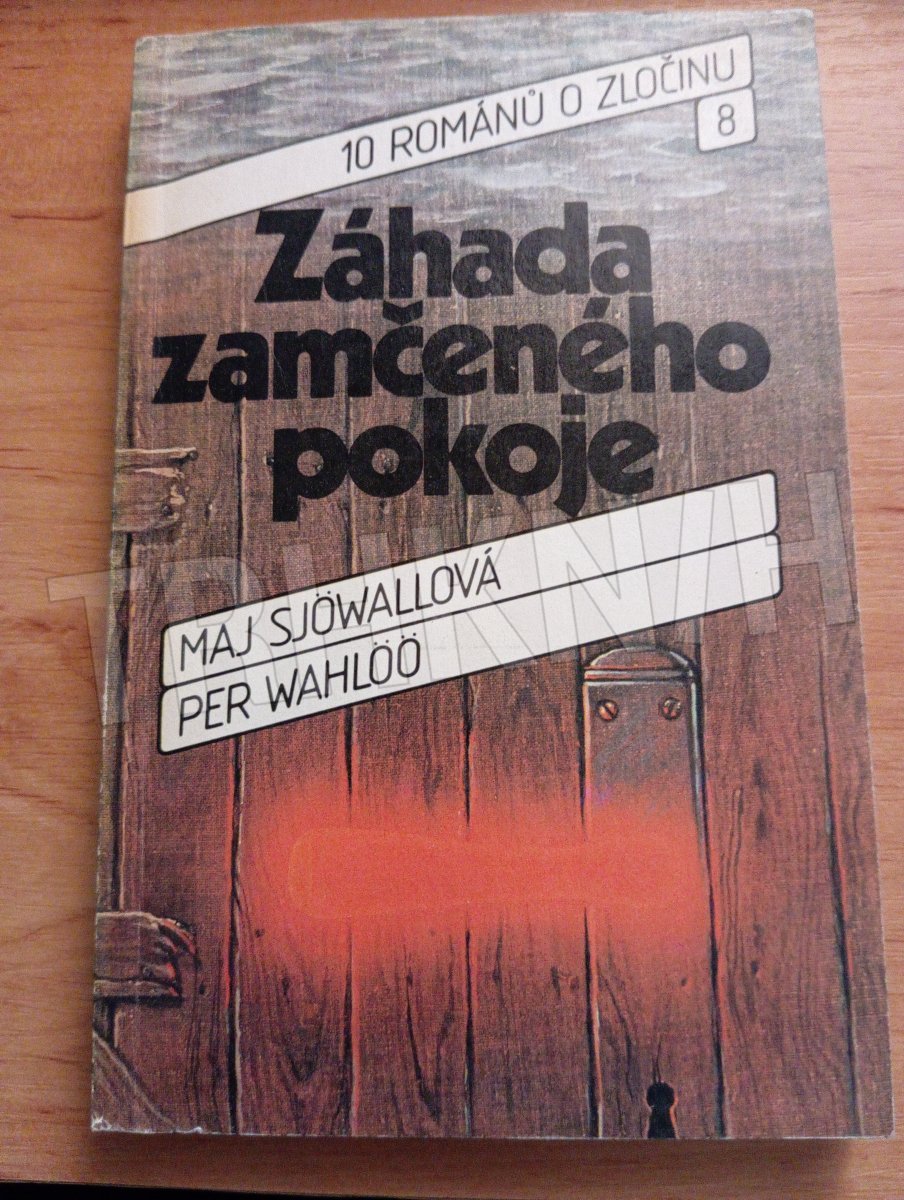 10 ROMÁNŮ O ZLOČINU
8
Záhada
zamčeného
pokoje
MAJ SJÖWALLOVÁ
PER WAHLÖÖ